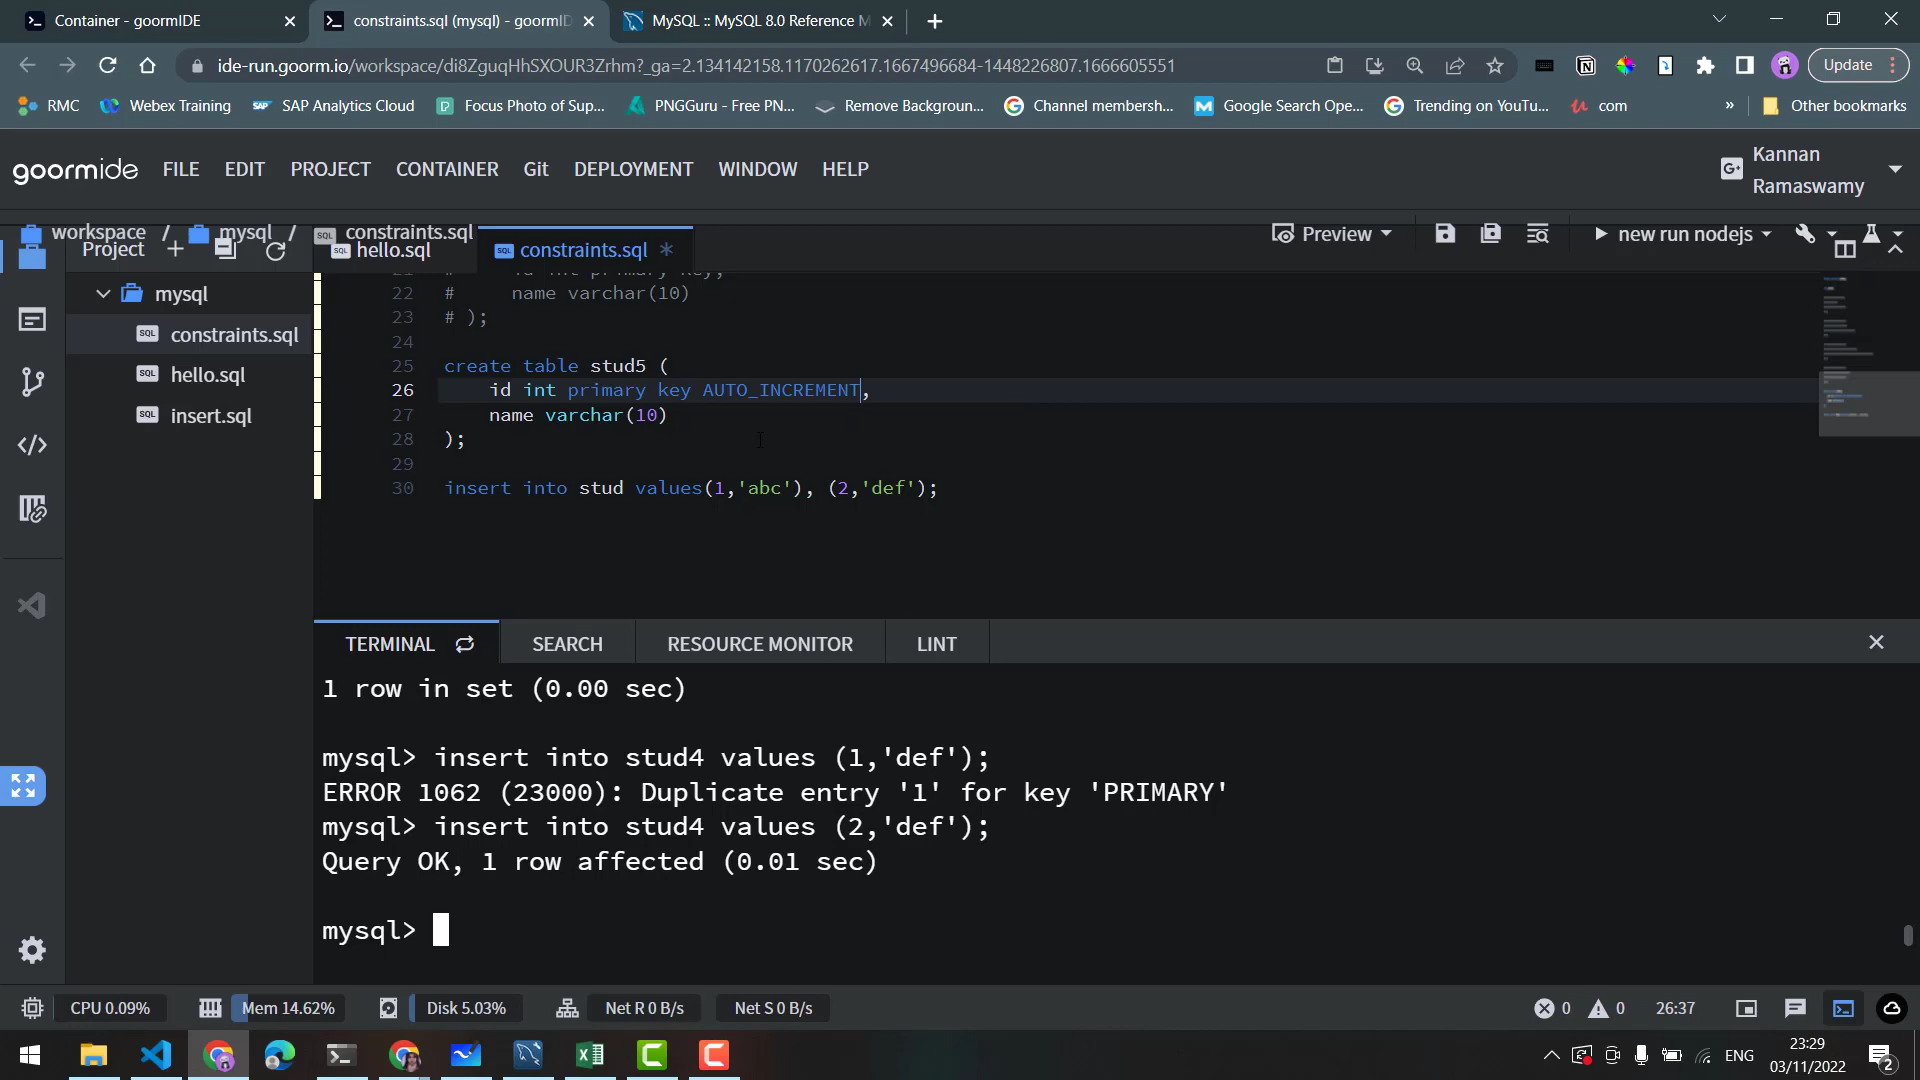 Container - goormIDE
constraints.sql (mysql) - goormID
MySQL :: MySQL 8.0 Reference M
ide-run.goorm.io/workspace/di8ZguqHhSXOUR3Zrhm?_ga=2.134142158.1170262617.1667496684-1448226807.1666605551
Update
RMC
Webex Training
SAP Analytics Cloud
Focus Photo of Sup...
PNGGuru - Free PN...
Remove Backgroun...
Channel membersh...
Google Search Ope...
Trending on YouTu...
com
»
Other bookmarks
goormide
FILE
EDIT
PROJECT
CONTAINER
Git
DEPLOYMENT
WINDOW
HELP
Kannan
Ramaswamy
workspace / mysql / constraints.sql
Preview
new run nodejs
Project
hello.sql
constraints.sql *
mysql
constraints.sql
hello.sql
insert.sql
21 # id int primary key,
22 # name varchar(10)
23 # );
24
25 create table stud5 (
26 id int primary key AUTO_INCREMENT,
27 name varchar(10)
28 );
29
30 insert into stud values(1,'abc'), (2,'def');
TERMINAL
SEARCH
RESOURCE MONITOR
LINT
1 row in set (0.00 sec)
mysql> insert into stud4 values (1,'def');
ERROR 1062 (23000): Duplicate entry '1' for key 'PRIMARY'
mysql> insert into stud4 values (2,'def');
Query OK, 1 row affected (0.01 sec)
mysql>
CPU 0.09%
Mem 14.62%
Disk 5.03%
Net R 0 B/s
Net S 0 B/s
0
0
26:37
ENG
23:29
03/11/2022
2